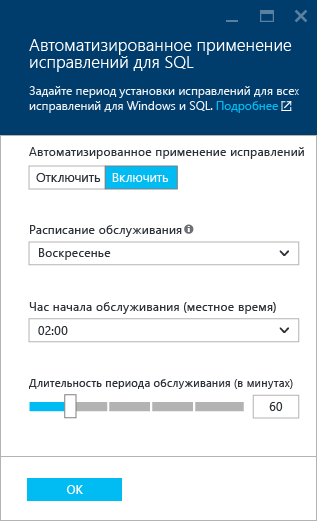 Автоматизированное применение
исправлений для SQL
Задайте период установки исправлений для всех
исправлений для Windows и SQL. Подробнее
Автоматизированное применение исправлений
Отключить Включить
Расписание обслуживания
Воскресенье
Час начала обслуживания (местное время)
02:00
Длительность периода обслуживания (в минутах)
60
ОК